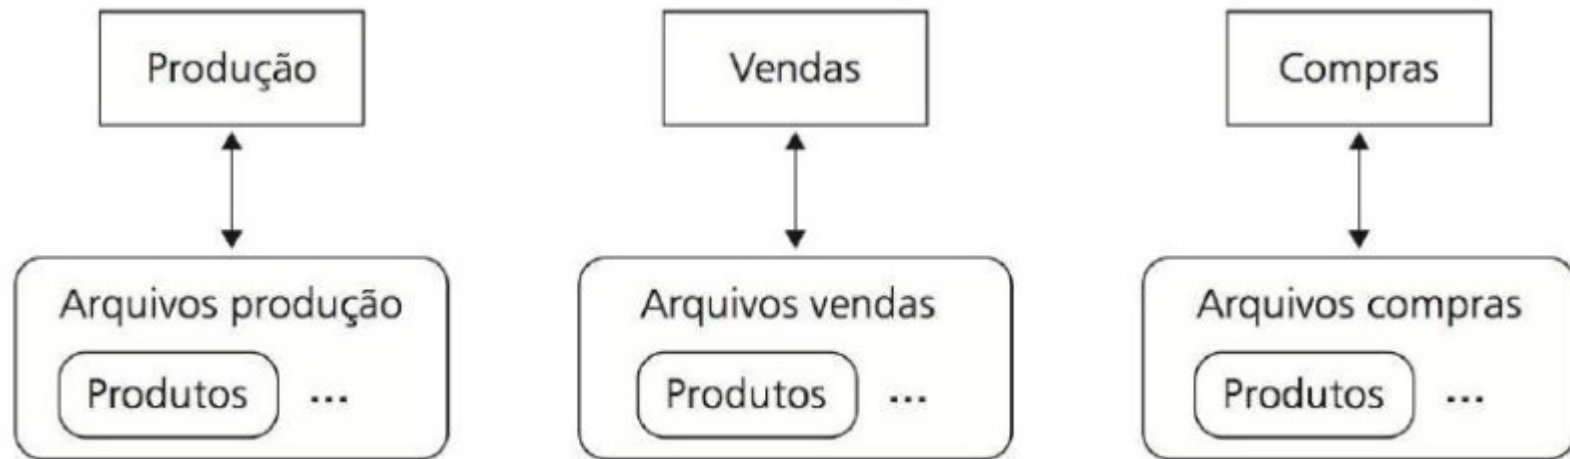 Produção
Vendas
Compras
Arquivos produção
Arquivos vendas
Arquivos compras
Produtos ...
Produtos ...
Produtos ...